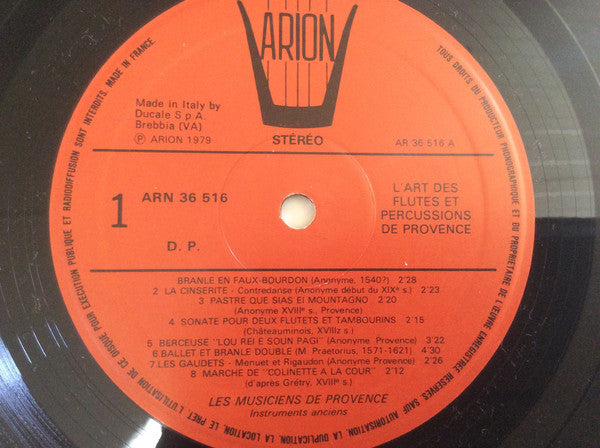 ARION
Made in Italy by
Ducale S p A
Brebbia (VA)
Ⓟ ARION 1979
STÉRÉO
AR 36 516 A
1
ARN 36 516
D. P.
L'ART DES
FLUTES ET
PERCUSSIONS
DE PROVENCE
BRANLE EN FAUX-BOURDON (Anonyme, 1540?) 2'28
2 LA CINSERITE - Contredanse (Anonyme début du XIXe s) 2'23
3 PASTRE QUE SIAS EI MOUNTAGNO 2'20
(Anonyme XVIIIe s., Provence)
4 SONATE POUR DEUX FLUTETS ET TAMBOURINS 2'15
(Châteauminois, XVIIIz s.)
5 BERCEUSE "LOU REI E SOUN PAGI" (Anonyme Provence) 3'22
6 BALLET ET BRANLE DOUBLE (M. Praetorius, 1571-1621) 4'30
7 LES GAUDETS - Menuet et Rigaudon (Anonyme Provence) 2'26
8 MARCHE DE "COLINETTE A LA COUR" 2'12
(d'après Grétry, XVIIIe s.)
LES MUSICIENS DE PROVENCE
Instruments anciens
TOUS DROITS DU PRODUCTEUR PHONOGRAPHIQUE ET DU PROPRIETAIRE DE L'ŒUVRE ENREGISTREE RESERVES SAUF AUTORISATION, LA DUPLICATION, LA LOCATION, LE PRET, L'UTILISATION DE CE DISQUE POUR EXECUTION PUBLIQUE ET RADIODIFFUSION SONT INTERDITS. MADE IN FRANCE